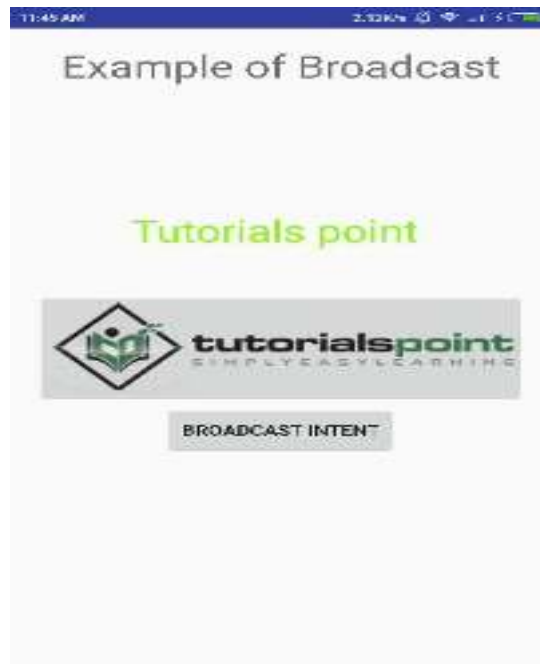 11:45 AM
Example of Broadcast
Tutorials point
tutorialspoint
SIMPLYEASYLEARNING
BROADCAST INTENT